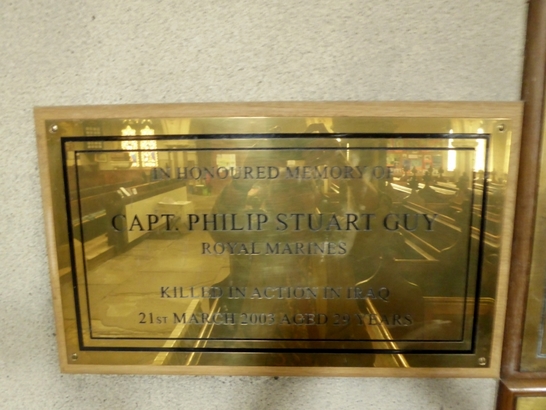 IN HONOURED MEMORY OF
CAPT. PHILIP STUART GUY
ROYAL MARINES
KILLED IN ACTION IN IRAQ
21ST MARCH 2003 AGED 29 YEARS